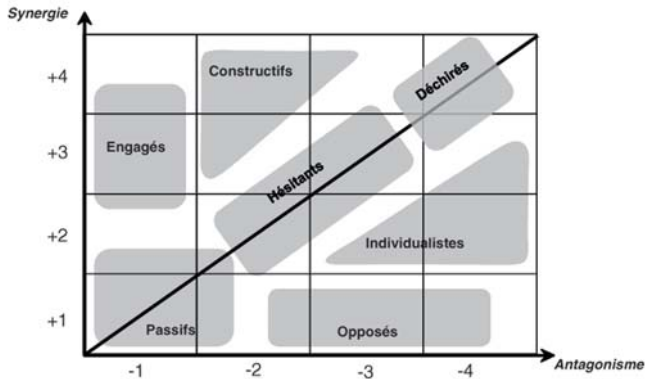 Synergie
+4
Constructifs
Déchirés
+3
Engagés
Hésitants
+2
Individualistes
+1
Passifs
Opposés
-1
-2
-3
-4
Antagonisme